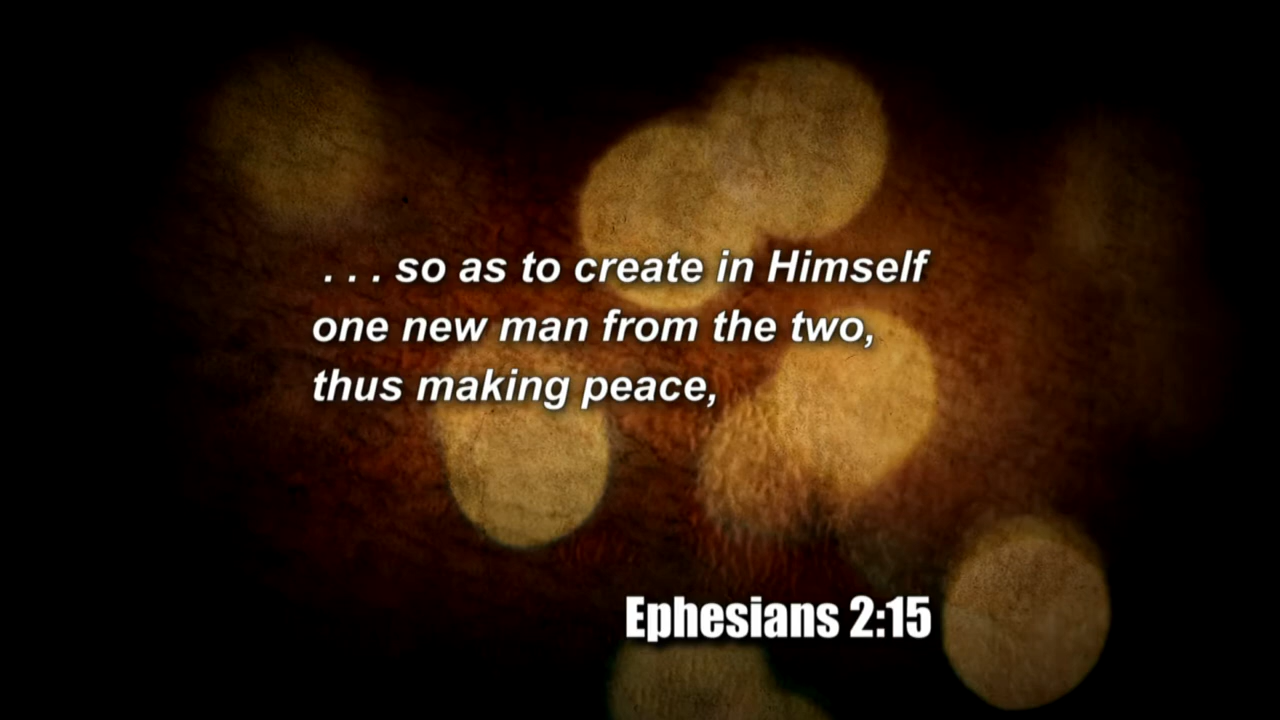 . . . so as to create in Himself
one new man from the two,
thus making peace,
Ephesians 2:15